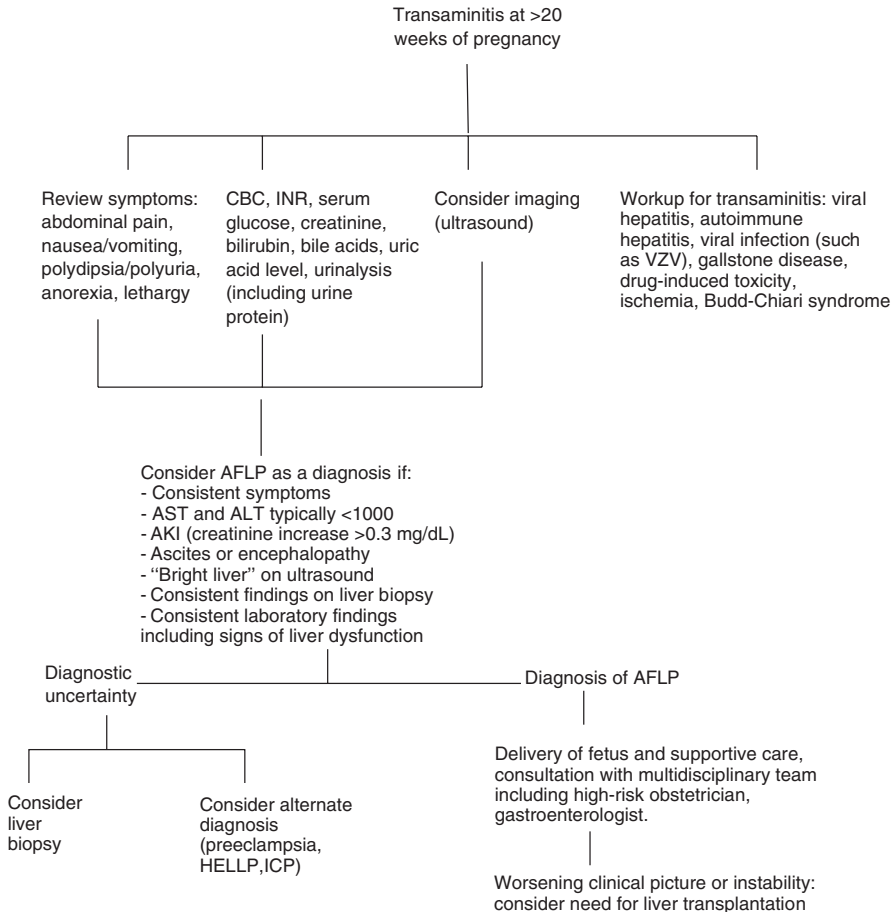 Transaminitis at >20
weeks of pregnancy
Review symptoms:
abdominal pain,
nausea/vomiting,
polydipsia/polyuria,
anorexia, lethargy
CBC, INR, serum
glucose, creatinine,
bilirubin, bile acids, uric
acid level, urinalysis
(including urine
protein)
Consider imaging
(ultrasound)
Workup for transaminitis: viral
hepatitis, autoimmune
hepatitis, viral infection (such
as VZV), gallstone disease,
drug-induced toxicity,
ischemia, Budd-Chiari syndrome
Consider AFLP as a diagnosis if:
- Consistent symptoms
- AST and ALT typically <1000
- AKI (creatinine increase >0.3 mg/dL)
- Ascites or encephalopathy
- “Bright liver” on ultrasound
- Consistent findings on liver biopsy
- Consistent laboratory findings
including signs of liver dysfunction
Diagnostic
uncertainty
Diagnosis of AFLP
Consider
liver
biopsy
Consider alternate
diagnosis
(preeclampsia,
HELLP,ICP)
Delivery of fetus and supportive care,
consultation with multidisciplinary team
including high-risk obstetrician,
gastroenterologist.
Worsening clinical picture or instability:
consider need for liver transplantation